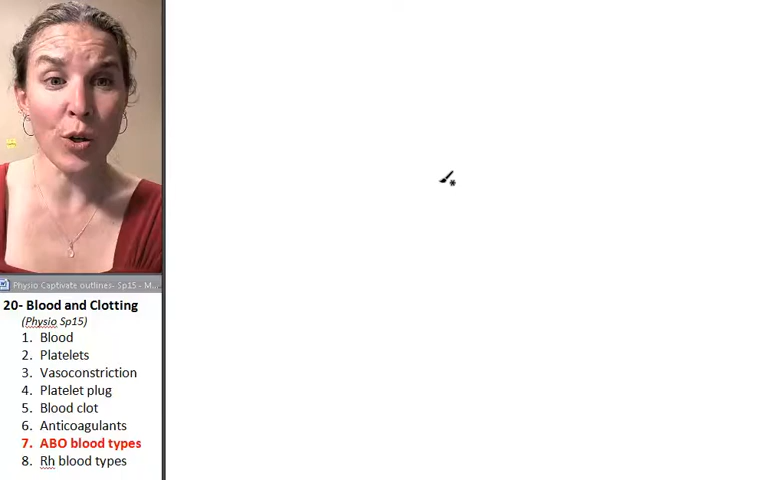 Physio Captivate outlines- Sp15 - M...
20- Blood and Clotting
(Physio Sp15)
1. Blood
2. Platelets
3. Vasoconstriction
4. Platelet plug
5. Blood clot
6. Anticoagulants
7. ABO blood types
8. Rh blood types